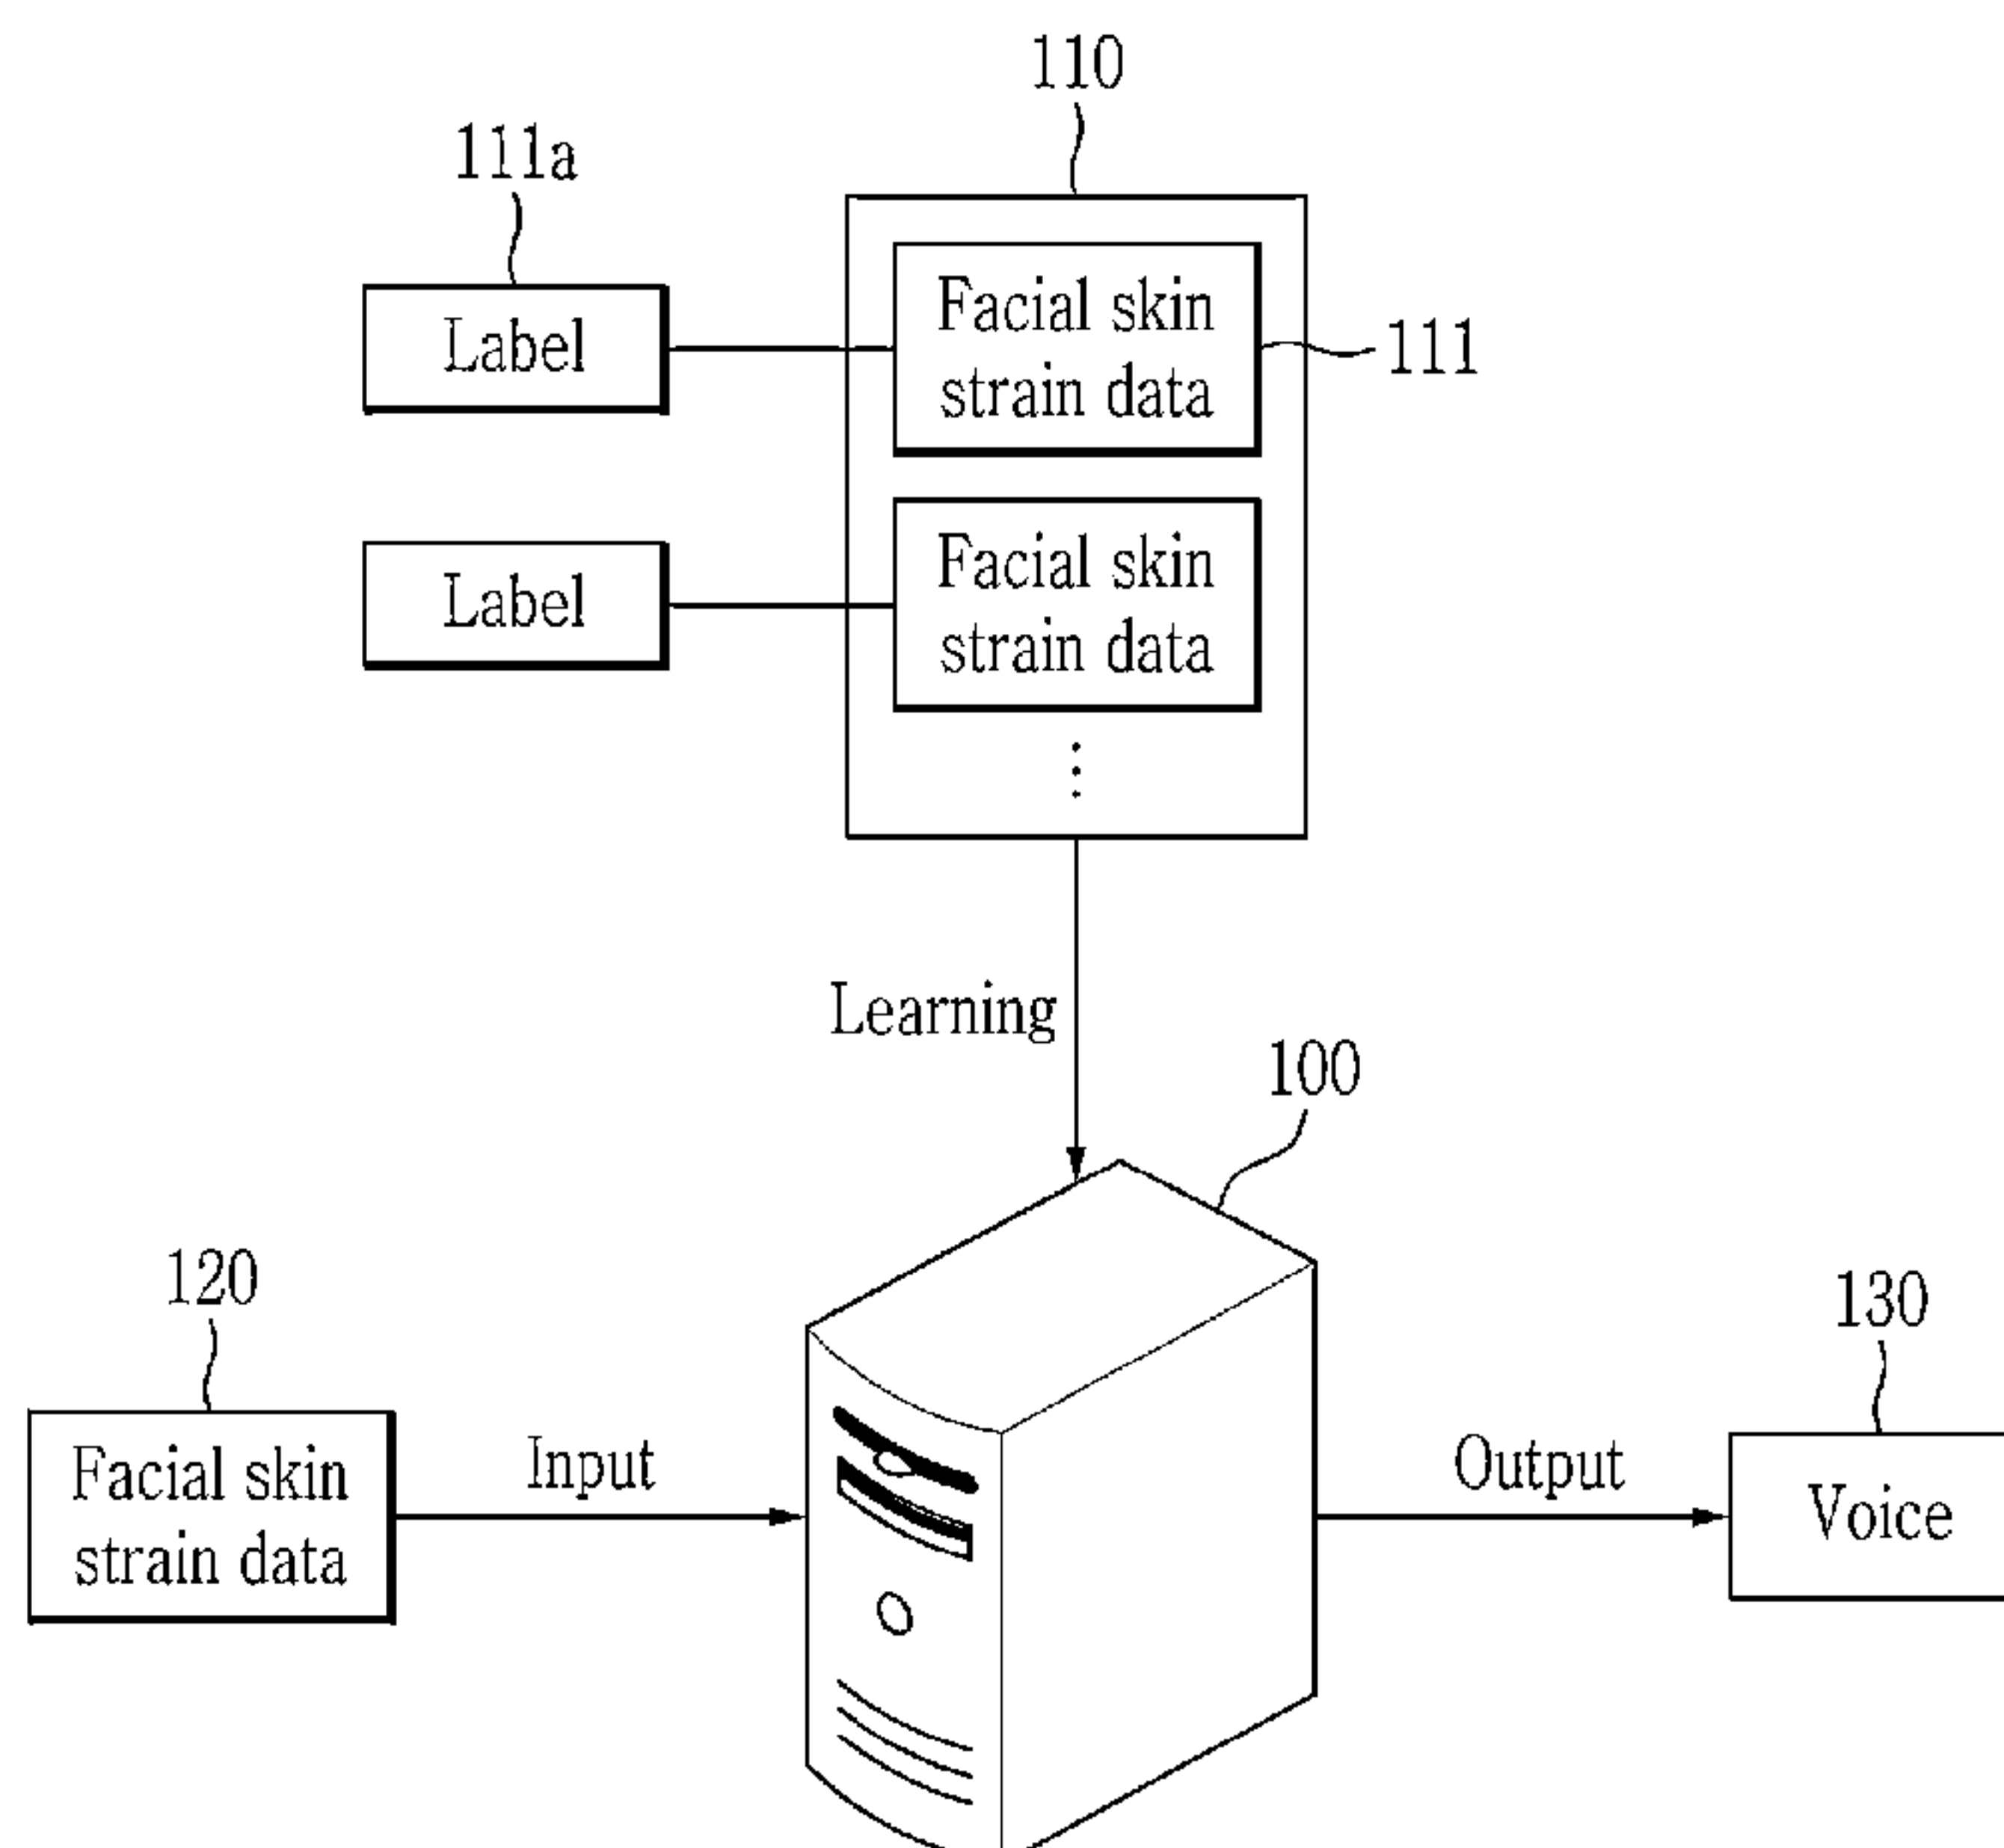 110
111a
Label
Facial skin
strain data
111
Label
Facial skin
strain data
Learning
100
120
130
Facial skin
strain data
Input
Output
Voice